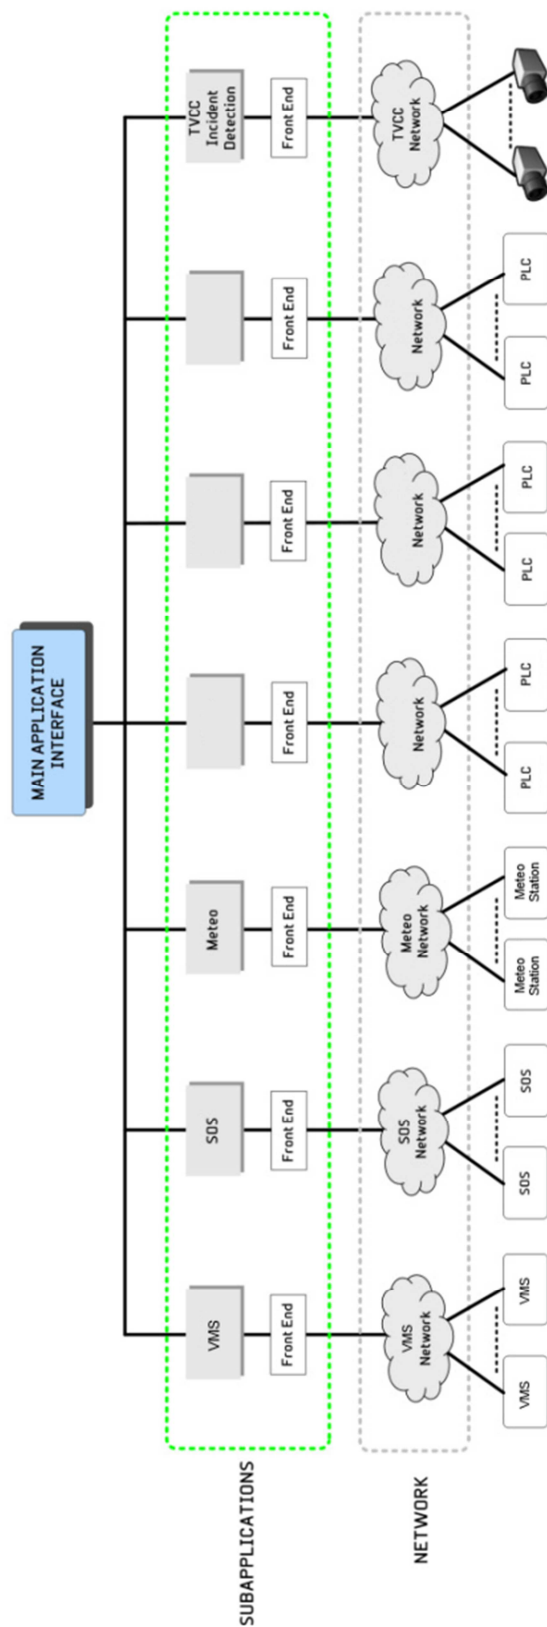 MAIN APPLICATION
INTERFACE
SUBAPPLICATIONS
VMS
SOS
Meteo
TVCC
Incident
Detection
Front End
Front End
Front End
Front End
Front End
Front End
Front End
NETWORK
VMS
Network
SOS
Network
Meteo
Network
Network
Network
Network
TVCC
Network
VMS
VMS
SOS
SOS
Meteo
Station
Meteo
Station
PLC
PLC
PLC
PLC
PLC
PLC